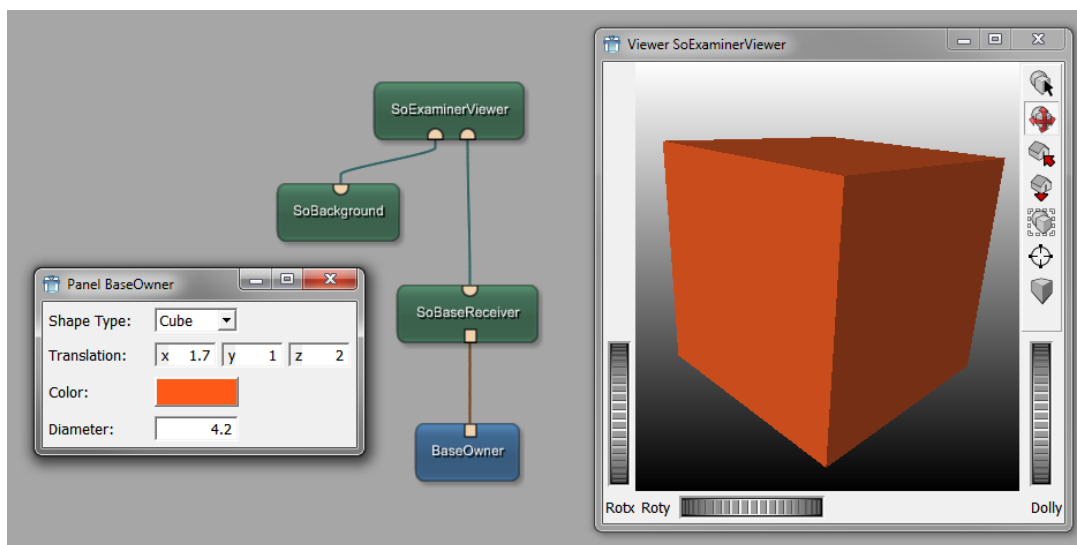 SoExaminerViewer
SoBackground
SoBaseReceiver
BaseOwner
Panel BaseOwner
Shape Type: Cube
Translation: x 1.7 y 1 z 2
Color:
Diameter: 4.2
Viewer SoExaminerViewer
Rotx Roty Dolly